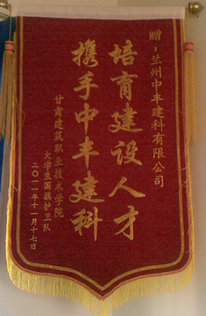 赠:兰州中丰建科有限公司
培育建设人才
携手中丰建科
甘肃建筑职业技术学院
大学生国旗护卫队
二〇一一年十一月十七日